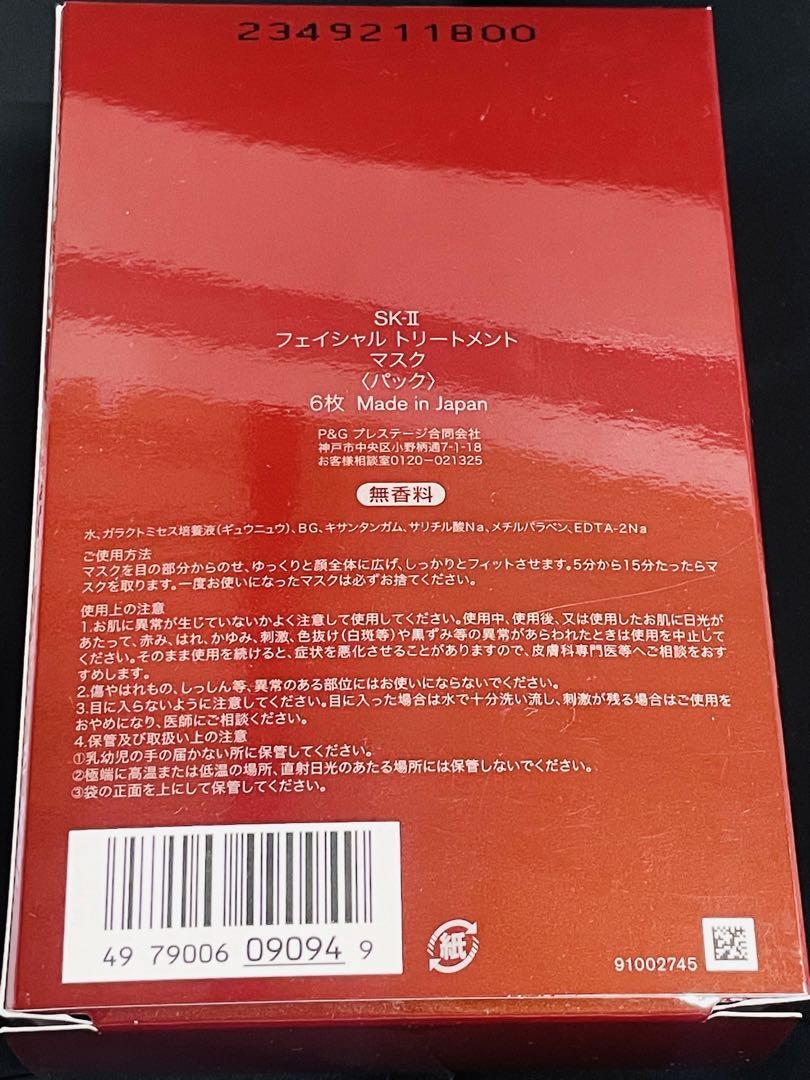 2349211800
SK-II
フェイシャル トリートメント
マスク
〈パック〉
6枚 Made in Japan
P&G プレステージ合同会社
神戸市中央区小野柄通7-1-18
お客様相談室0120-021325
無香料
水、ガラクトミセス培養液(ギュウニュウ)、BG、キサンタンガム、サリチル酸Na、メチルパラベン、EDTA-2Na
ご使用方法
マスクを目の部分からのせ、ゆっくりと顔全体に広げ、しっかりとフィットさせます。5分から15分たったらマ
スクを取ります。一度お使いになったマスクは必ずお捨てください。
使用上の注意
1.お肌に異常が生じていないかよく注意して使用してください。使用中、使用後、又は使用したお肌に日光が
あたって、赤み、はれ、かゆみ、刺激、色抜け(白斑等)や黒ずみ等の異常があらわれたときは使用を中止して
ください。そのまま使用を続けると、症状を悪化させることがありますので、皮膚科専門医等へご相談をおす
すめします。
2.傷やはれもの、しっしん等、異常のある部位にはお使いにならないでください。
3.目に入らないように注意してください。目に入った場合は水で十分洗い流し、刺激が残る場合はご使用を
おやめになり、医師にご相談ください。
4.保管及び取扱い上の注意
①乳幼児の手の届かない所に保管してください。
②極端に高温または低温の場所、直射日光のあたる場所には保管しないでください。
③袋の正面を上にして保管してください。
49 79006 09094 9
紙
91002745